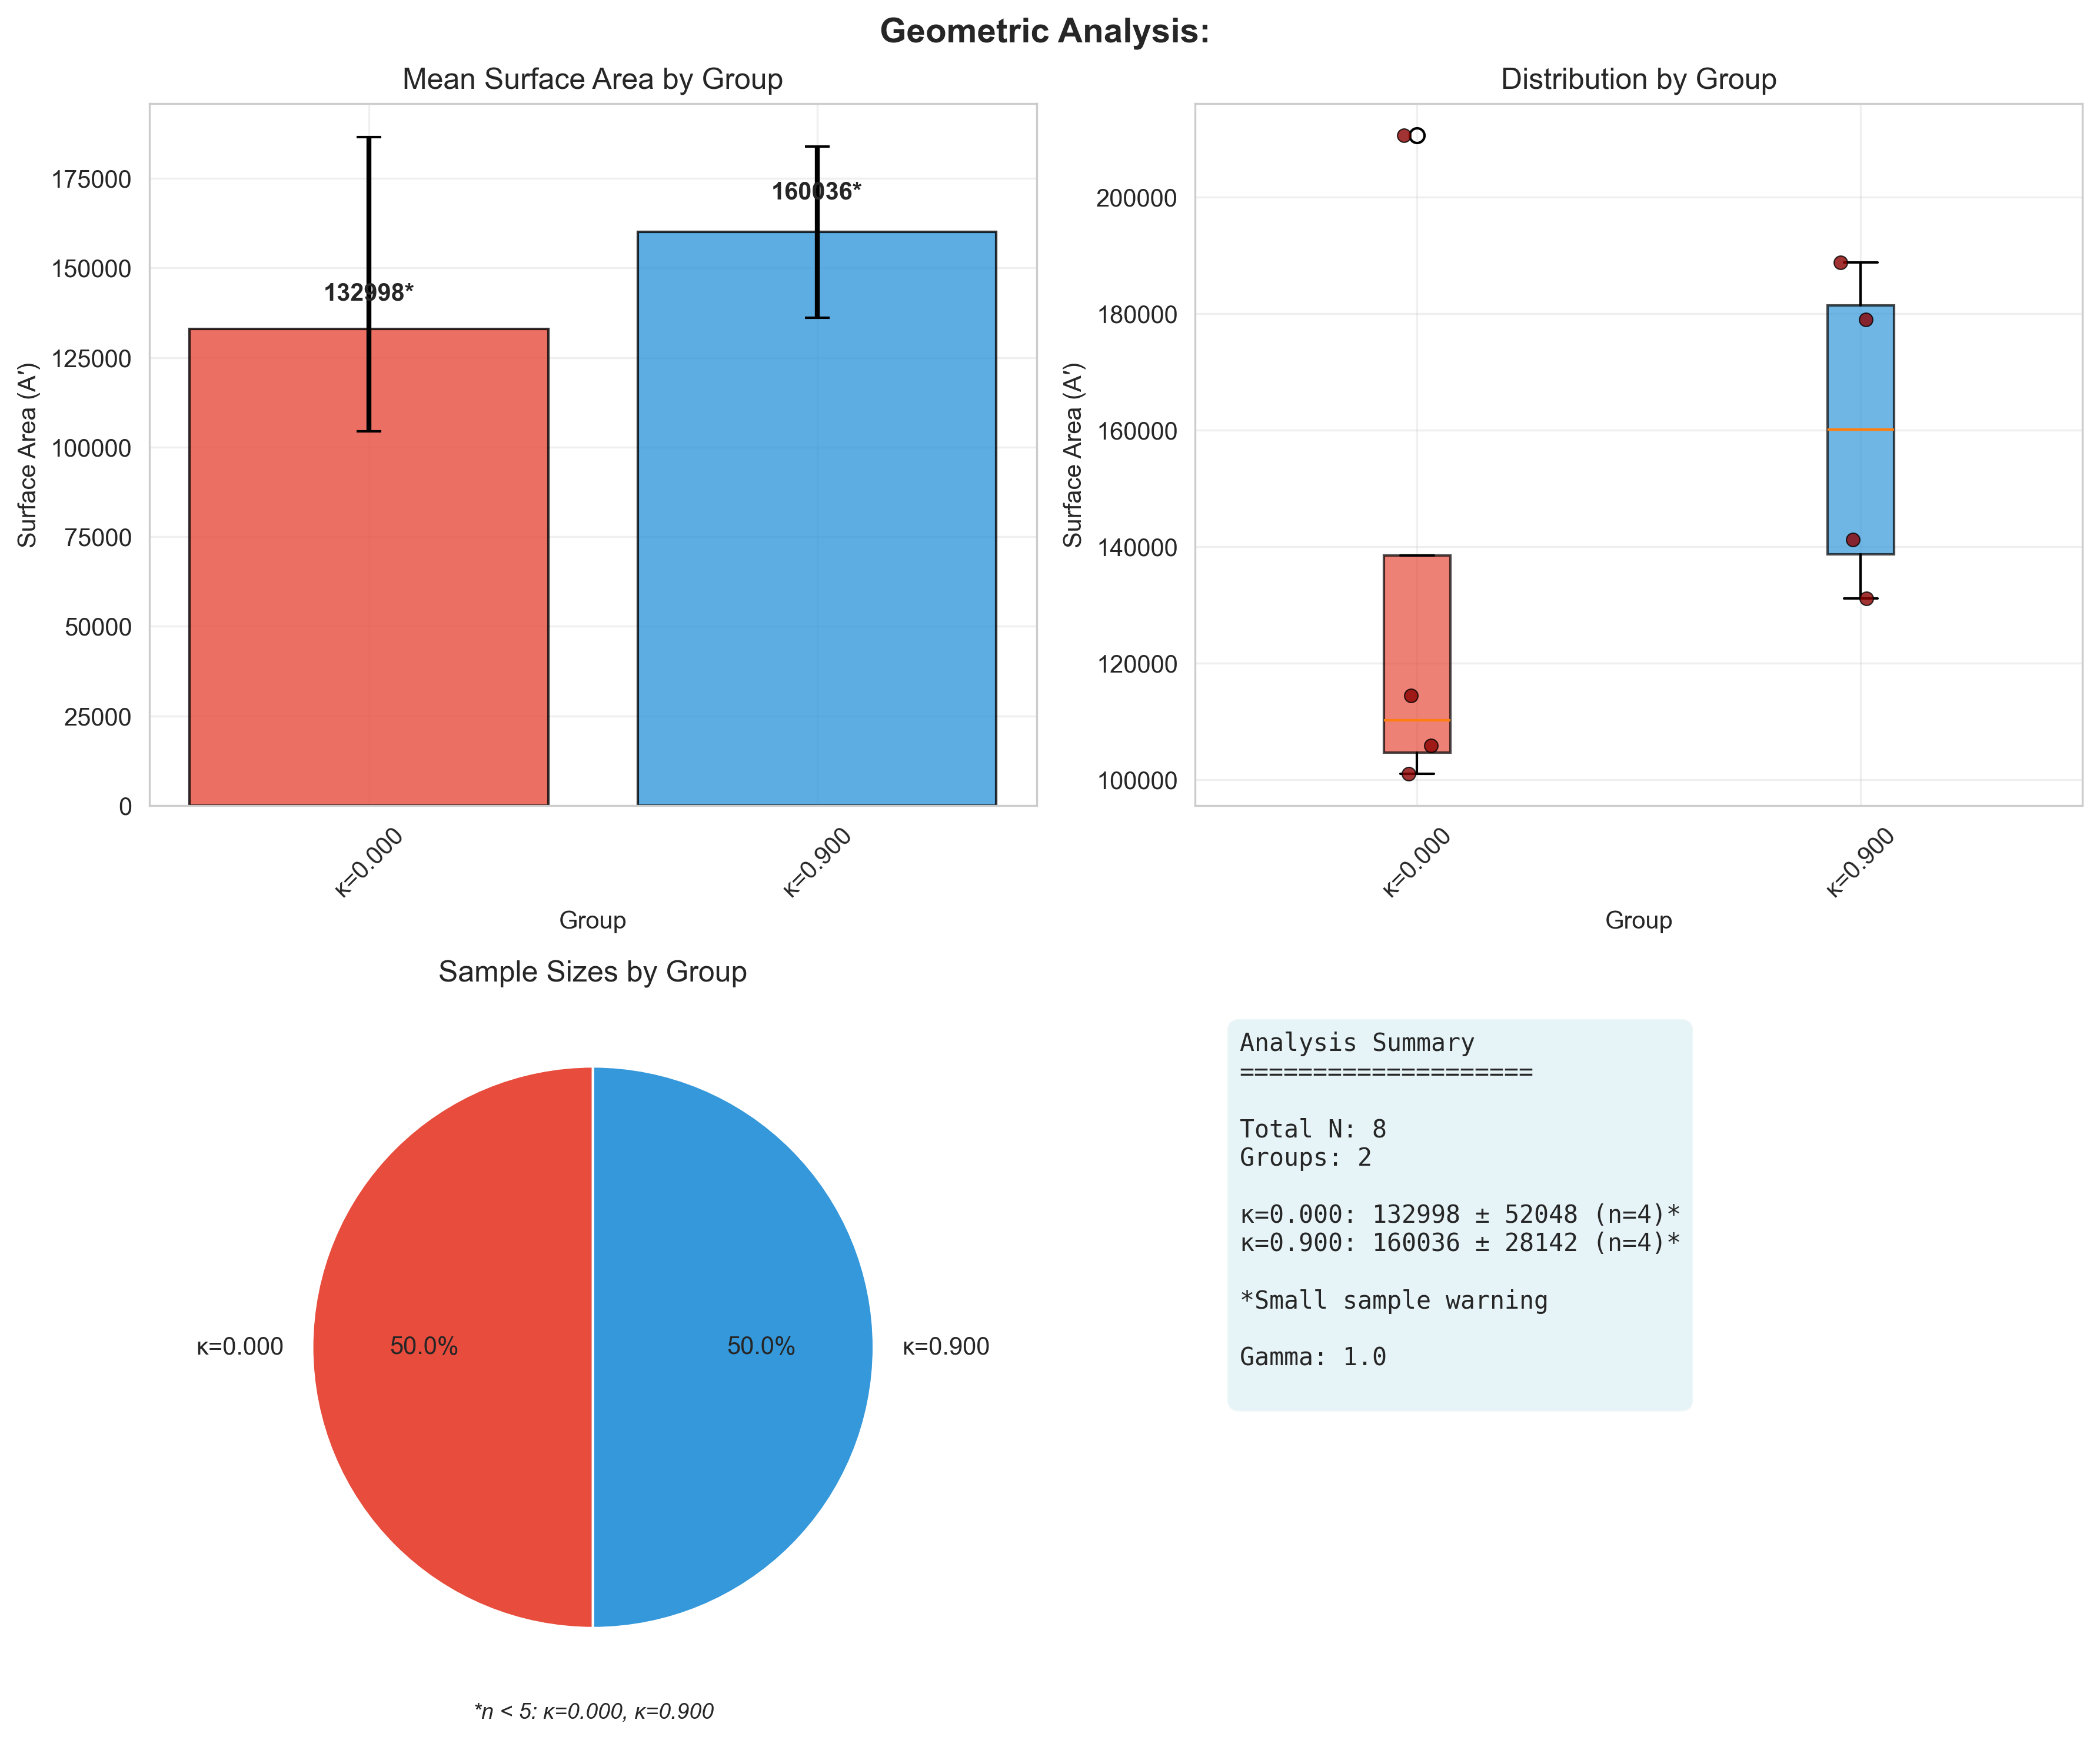 Geometric Analysis:
Mean Surface Area by Group
Surface Area (A′)
175000
150000
125000
100000
75000
50000
25000
0
132998*
160036*
κ=0.000
κ=0.900
Group
Distribution by Group
Surface Area (A′)
200000
180000
160000
140000
120000
100000
κ=0.000
κ=0.900
Group
Sample Sizes by Group
κ=0.000
50.0%
50.0%
κ=0.900
*n < 5: κ=0.000, κ=0.900
Analysis Summary
====================
Total N: 8
Groups: 2
κ=0.000: 132998 ± 52048 (n=4)*
κ=0.900: 160036 ± 28142 (n=4)*
*Small sample warning
Gamma: 1.0